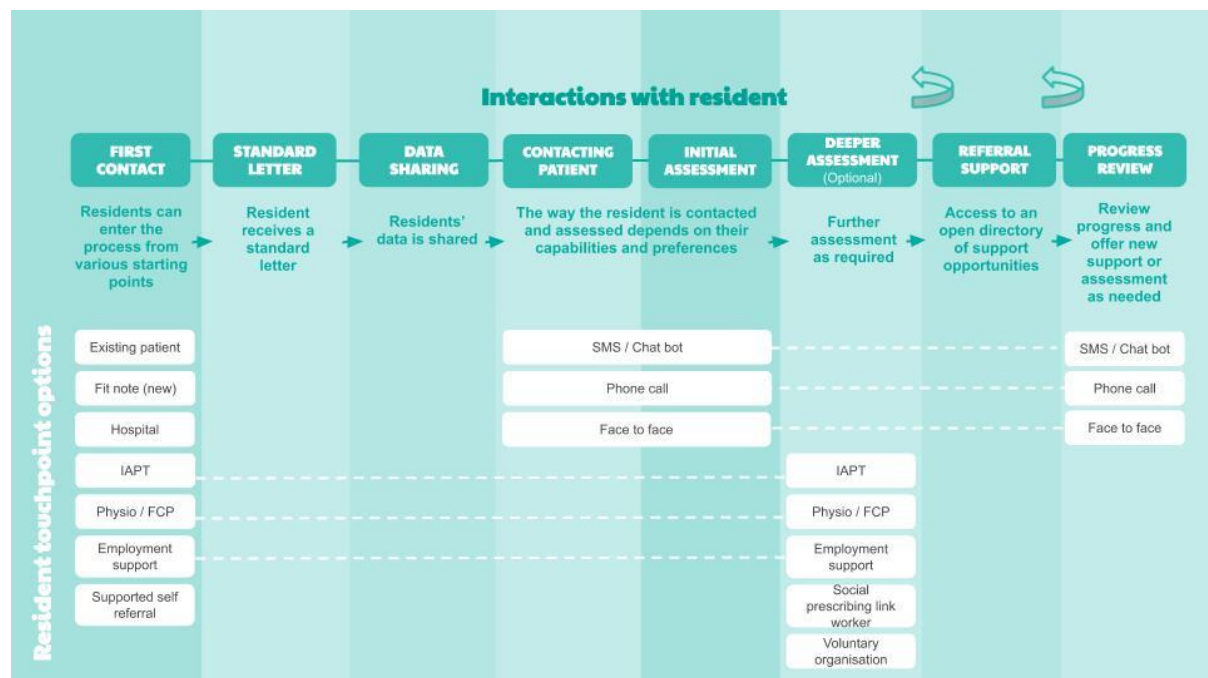 Interactions with resident
FIRST
CONTACT
STANDARD
LETTER
DATA
SHARING
CONTACTING
PATIENT
INITIAL
ASSESSMENT
DEEPER
ASSESSMENT
(Optional)
REFERRAL
SUPPORT
PROGRESS
REVIEW
Residents can
enter the
process from
various starting
points
Resident
receives a
standard
letter
Residents'
data is shared
The way the resident is contacted
and assessed depends on their
capabilities and preferences
Further
assessment
as required
Access to an
open directory
of support
opportunities
Review
progress and
offer new
support or
assessment
as needed
Resident touchpoint options
Existing patient
Fit note (new)
Hospital
IAPT
Physio / FCP
Employment
support
Supported self
referral
SMS / Chat bot
Phone call
Face to face
IAPT
Physio / FCP
Employment
support
Social
prescribing link
worker
Voluntary
organisation
SMS / Chat bot
Phone call
Face to face